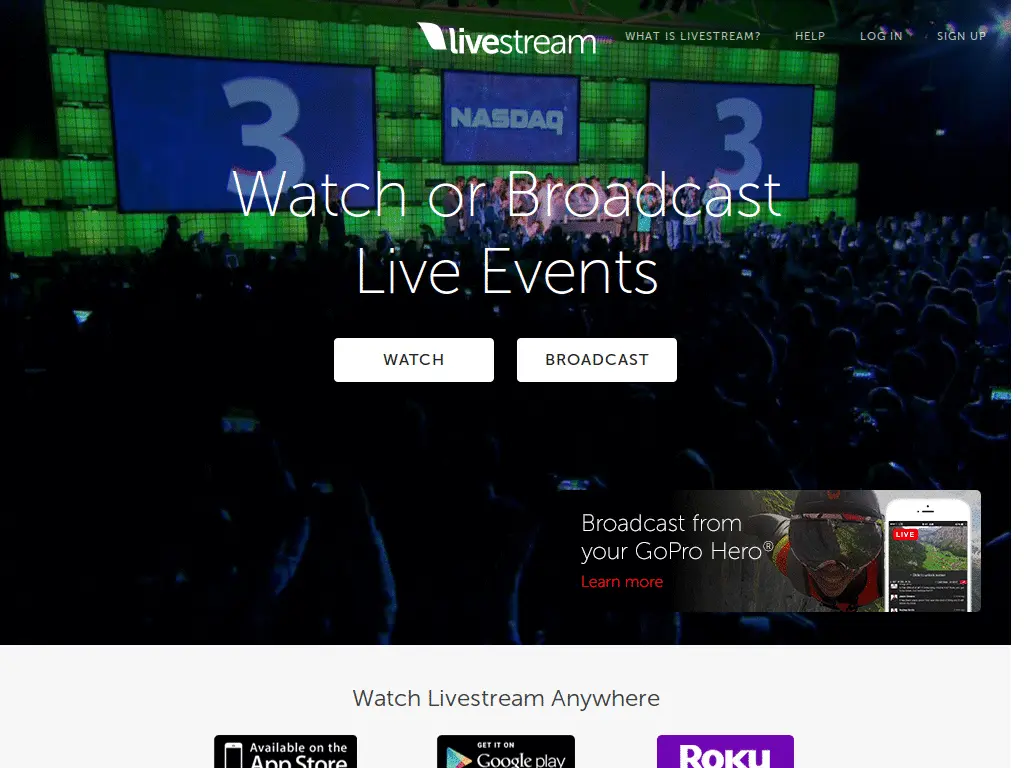 livestream
WHAT IS LIVESTREAM? HELP LOG IN SIGN UP
3 NASDAQ 3
Watch or Broadcast
Live Events
WATCH BROADCAST
Broadcast from
your GoPro Hero®
Learn more
LIVE
Watch Livestream Anywhere
Available on the
App Store
GET IT ON
Google play
ROKU